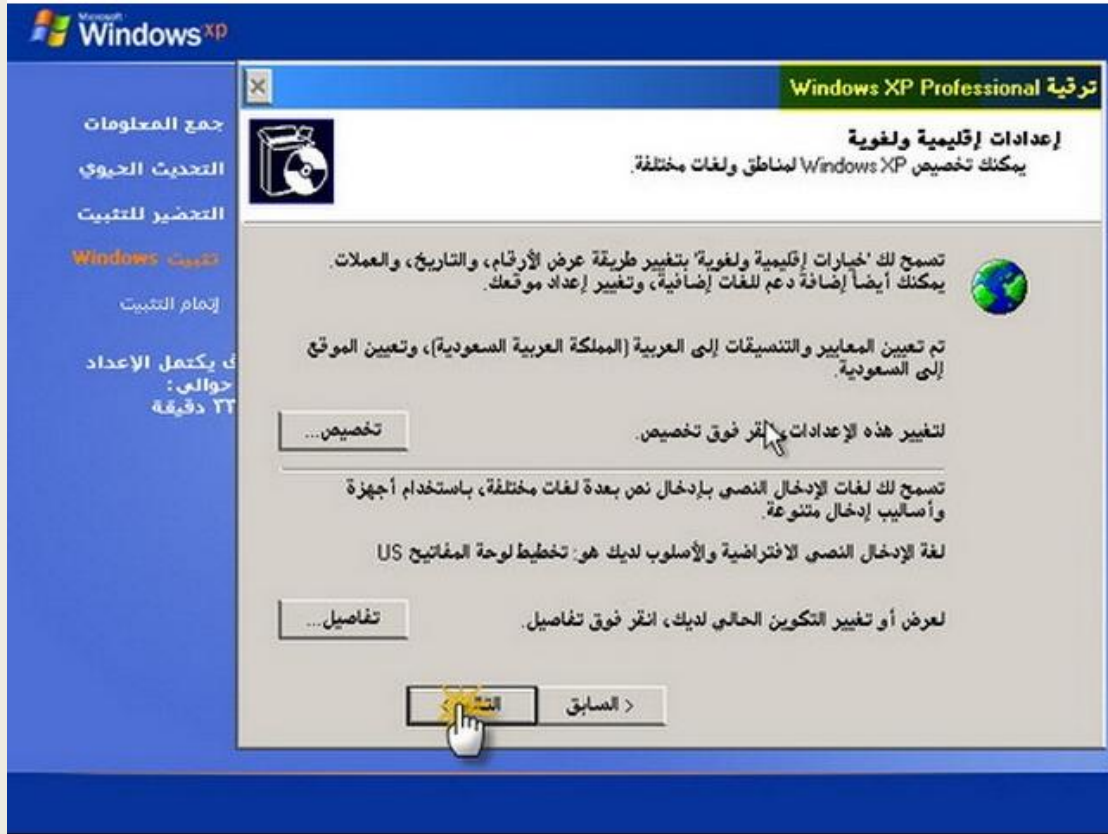 Microsoft
Windows xp
ترقية Windows XP Professional
إعدادات إقليمية ولغوية
يمكنك تخصيص Windows XP لمناطق ولغات مختلفة.
جمع المعلومات
التحديث الحيوي
التحضير للتثبيت
تثبيت Windows
إتمام التثبيت
يكتمل الإعداد
حوالي:
٣٣ دقيقة
تسمح لك 'خيارات إقليمية ولغوية' بتغيير طريقة عرض الأرقام، والتاريخ، والعملات.
يمكنك أيضاً إضافة دعم للغات إضافية، وتغيير إعداد موقعك.
تم تعيين المعايير والتنسيقات إلى العربية (المملكة العربية السعودية)، وتعيين الموقع
إلى السعودية.
لتغيير هذه الإعدادات، انقر فوق تخصيص.
تخصيص...
تسمح لك لغات الإدخال النصي بإدخال نص بعدة لغات مختلفة، باستخدام أجهزة
وأساليب إدخال متنوعة.
لغة الإدخال النصي الافتراضية والأسلوب لديك هو: تخطيط لوحة المفاتيح US
لعرض أو تغيير التكوين الحالي لديك، انقر فوق تفاصيل.
تفاصيل...
< السابق